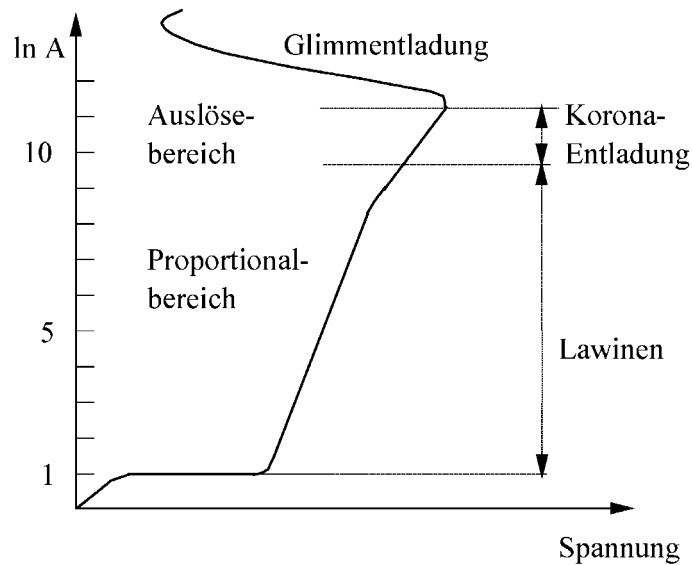 ln A
Glimmentladung
Auslöse-
bereich
Korona-
Entladung
10
Proportional-
bereich
5
Lawinen
1
Spannung